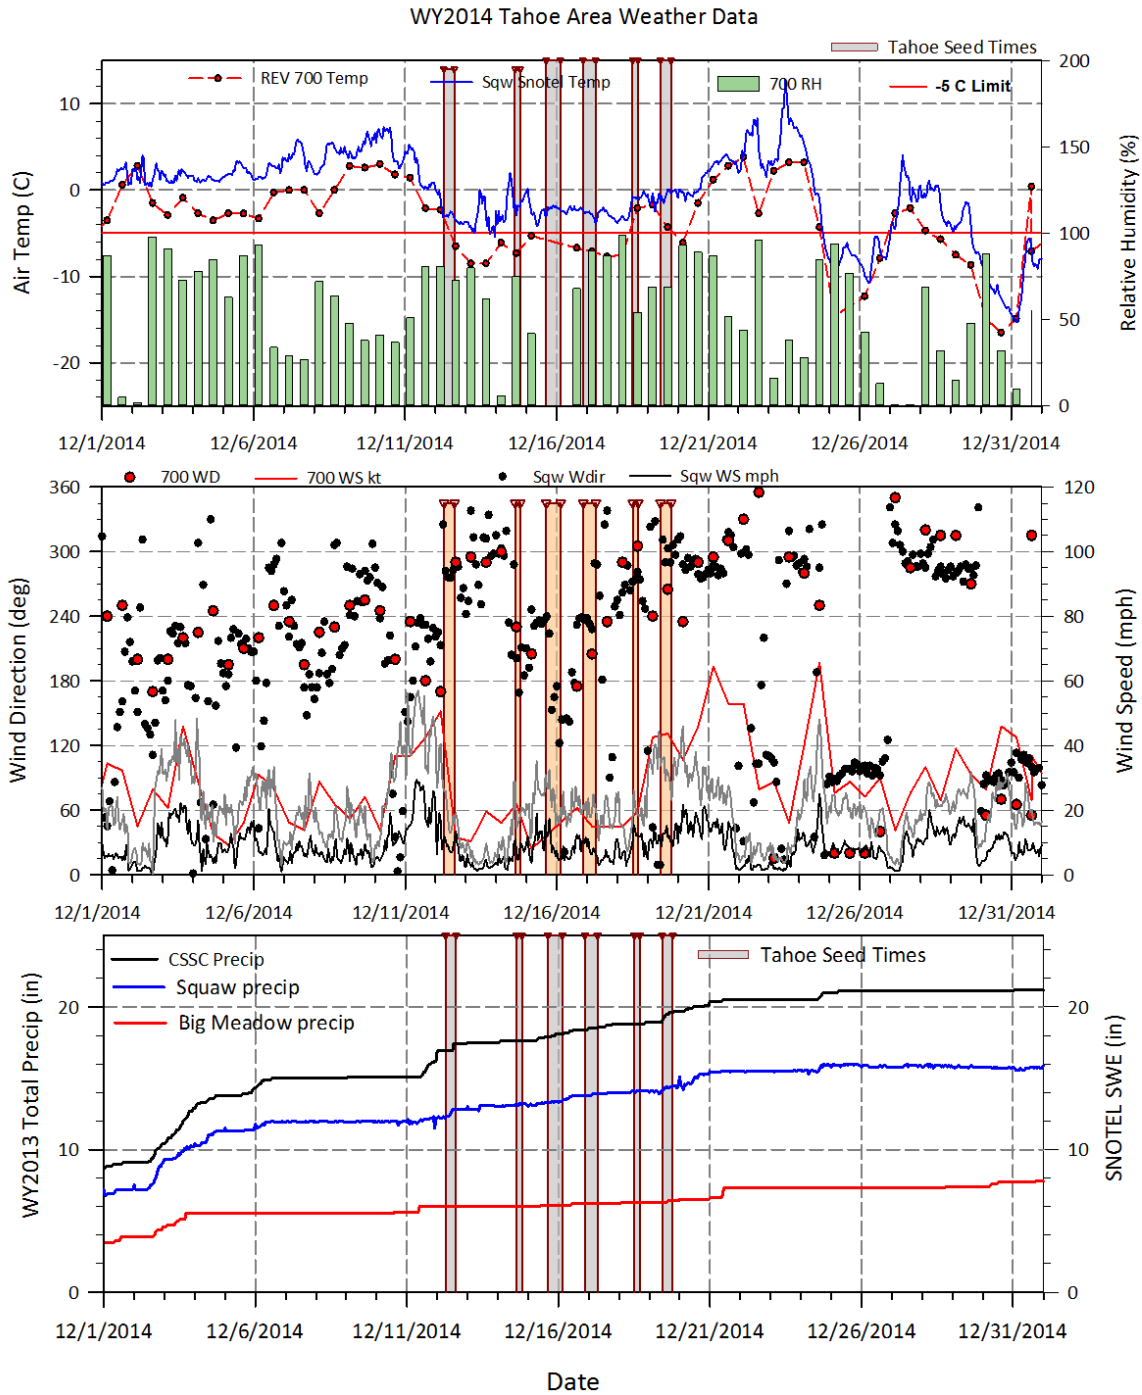 WY2014 Tahoe Area Weather Data
Tahoe Seed Times
REV 700 Temp
Sqw Snotel Temp
700 RH
-5 C Limit
Air Temp (C)
10
0
-10
-20
200
150
100
50
0
Relative Humidity (%)
12/1/2014 12/6/2014 12/11/2014 12/16/2014 12/21/2014 12/26/2014 12/31/2014
700 WD
700 WS kt
Sqw Wdir
Sqw WS mph
Wind Direction (deg)
360
300
240
180
120
60
0
120
100
80
60
40
20
0
Wind Speed (mph)
12/1/2014 12/6/2014 12/11/2014 12/16/2014 12/21/2014 12/26/2014 12/31/2014
CSSC Precip
Squaw precip
Big Meadow precip
Tahoe Seed Times
WY2013 Total Precip (in)
20
10
0
20
10
0
SNOTEL SWE (in)
12/1/2014 12/6/2014 12/11/2014 12/16/2014 12/21/2014 12/26/2014 12/31/2014
Date